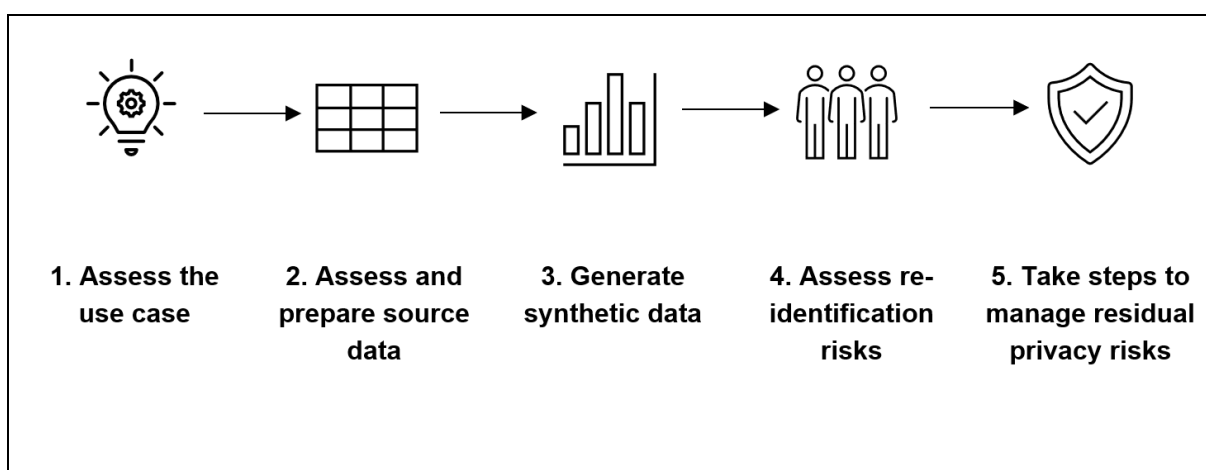 1. Assess the
use case
2. Assess and
prepare source
data
3. Generate
synthetic data
4. Assess re-
identification
risks
5. Take steps to
manage residual
privacy risks